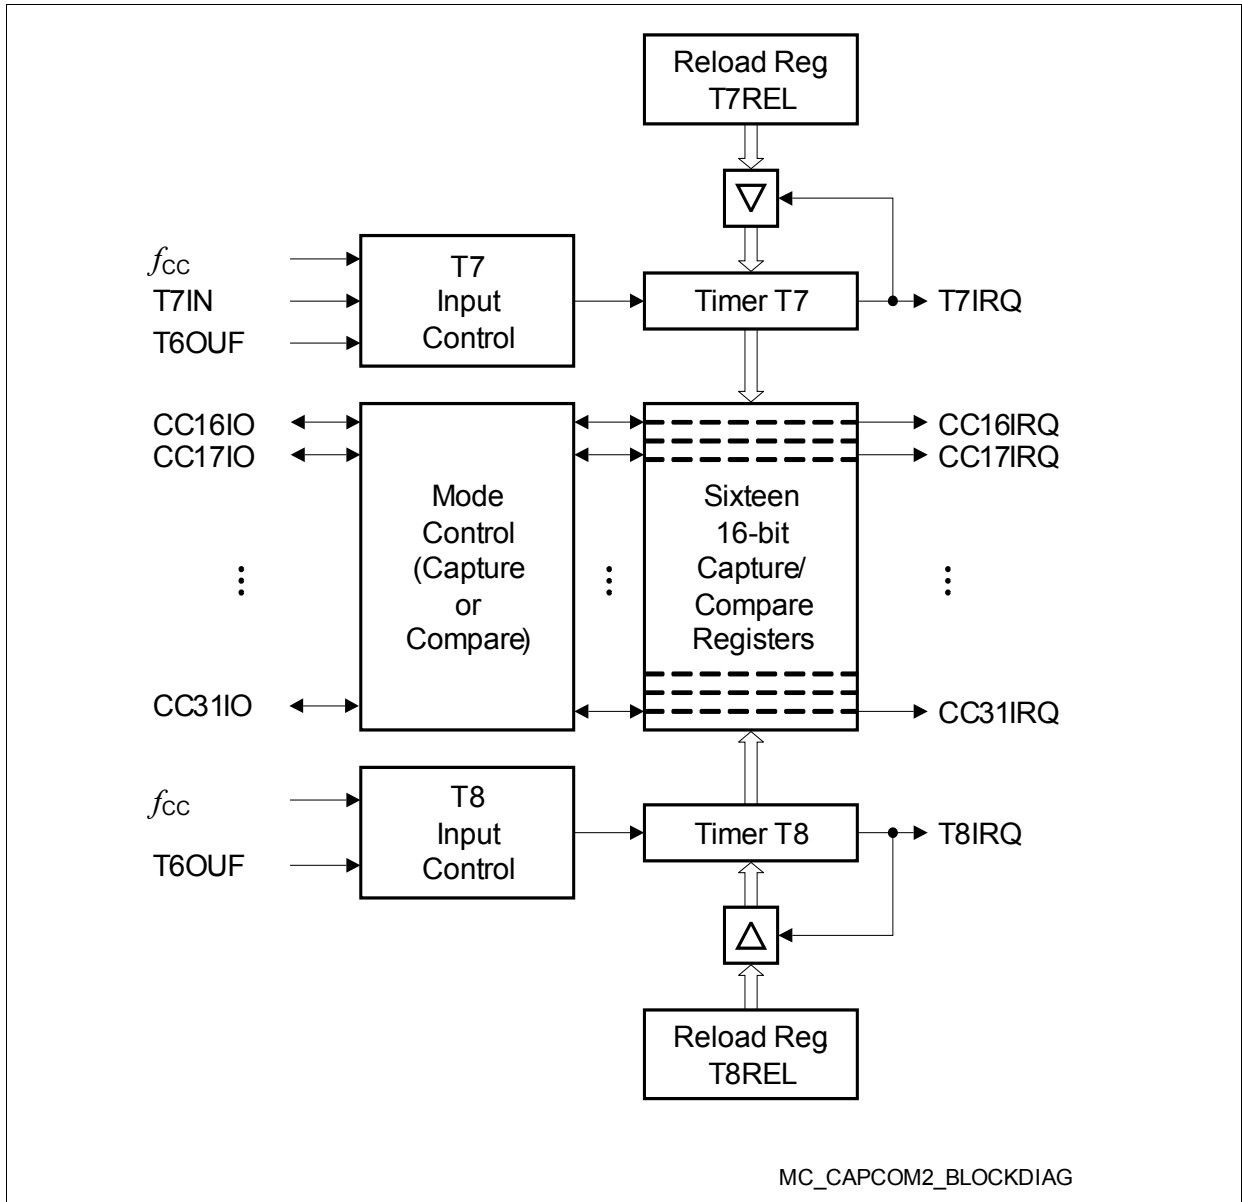 Reload Reg
T7REL
fCC
T7IN
T6OUF
T7
Input
Control
Timer T7
T7IRQ
CC16IO
CC17IO
CC31IO
Mode
Control
(Capture
or
Compare)
Sixteen
16-bit
Capture/
Compare
Registers
CC16IRQ
CC17IRQ
CC31IRQ
fCC
T6OUF
T8
Input
Control
Timer T8
T8IRQ
Reload Reg
T8REL
MC_CAPCOM2_BLOCKDIAG